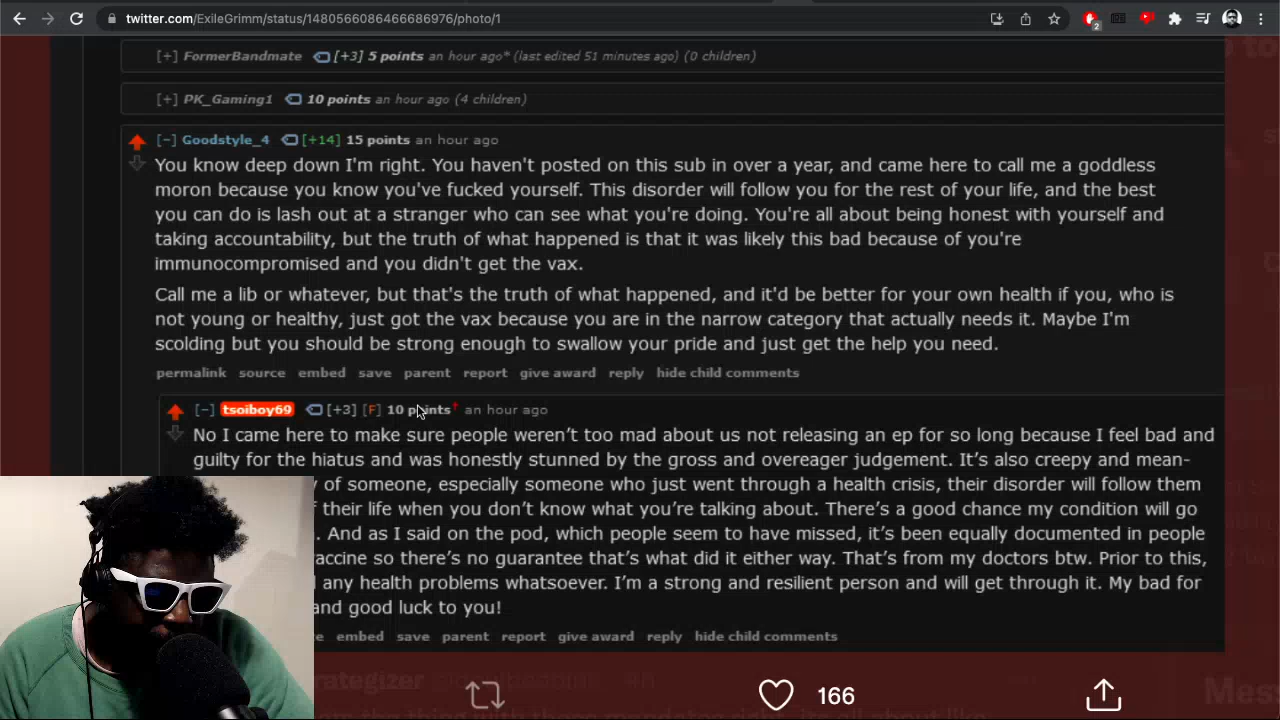 twitter.com/ExileGrimm/status/1480566086466686976/photo/1
2
[+] FormerBandmate [+3] 5 points an hour ago* (last edited 51 minutes ago) (0 children)
[+] PK_Gaming1 10 points an hour ago (4 children)
[−] Goodstyle_4 [+14] 15 points an hour ago
You know deep down I'm right. You haven't posted on this sub in over a year, and came here to call me a goddless
moron because you know you've fucked yourself. This disorder will follow you for the rest of your life, and the best
you can do is lash out at a stranger who can see what you're doing. You're all about being honest with yourself and
taking accountability, but the truth of what happened is that it was likely this bad because of you're
immunocompromised and you didn't get the vax.
Call me a lib or whatever, but that's the truth of what happened, and it'd be better for your own health if you, who is
not young or healthy, just got the vax because you are in the narrow category that actually needs it. Maybe I'm
scolding but you should be strong enough to swallow your pride and just get the help you need.
permalink source embed save parent report give award reply hide child comments
[−] tsoiboy69 [+3] [F] 10 points† an hour ago
No I came here to make sure people weren't too mad about us not releasing an ep for so long because I feel bad and
guilty for the hiatus and was honestly stunned by the gross and overeager judgement. It's also creepy and mean-
of someone, especially someone who just went through a health crisis, their disorder will follow them
their life when you don't know what you're talking about. There's a good chance my condition will go
And as I said on the pod, which people seem to have missed, it's been equally documented in people
so there's no guarantee that's what did it either way. That's from my doctors btw. Prior to this,
any health problems whatsoever. I'm a strong and resilient person and will get through it. My bad for
and good luck to you!
embed save parent report give award reply hide child comments
166